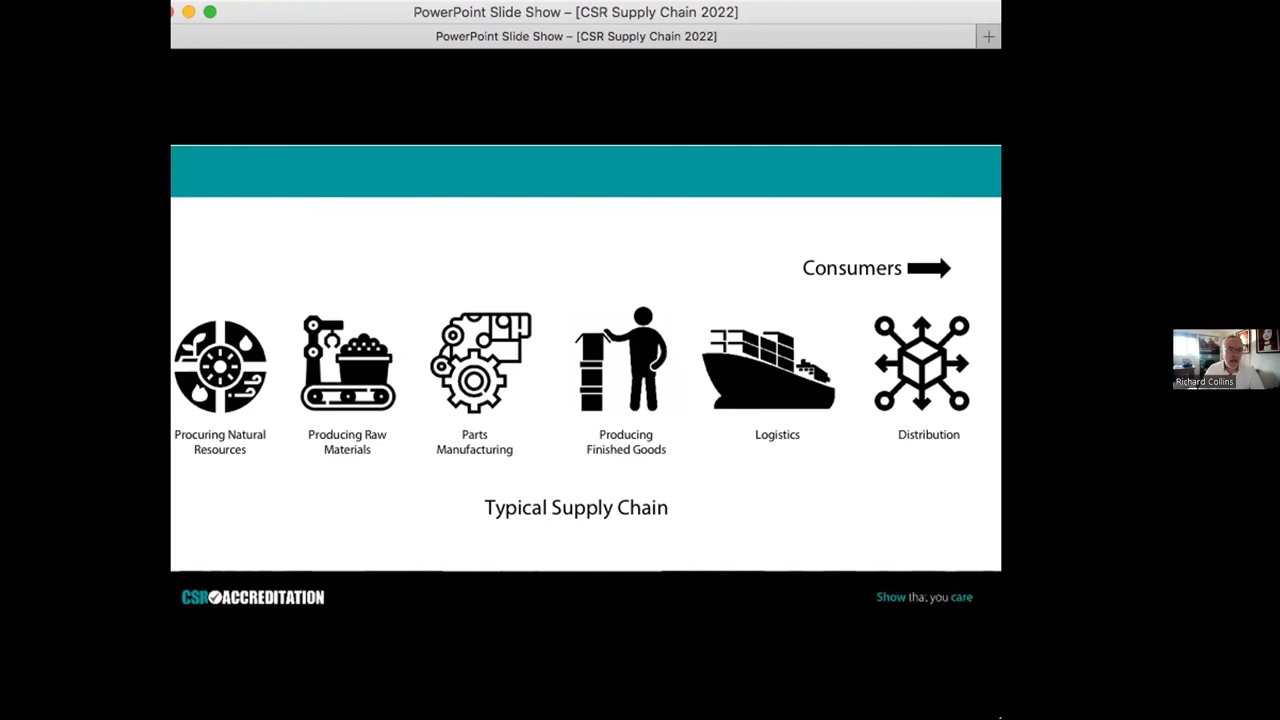 PowerPoint Slide Show – [CSR Supply Chain 2022]
PowerPoint Slide Show – [CSR Supply Chain 2022]
Consumers
Procuring Natural
Resources
Producing Raw
Materials
Parts
Manufacturing
Producing
Finished Goods
Logistics
Distribution
Typical Supply Chain
Richard Collins
CSR ACCREDITATION
Show that you care